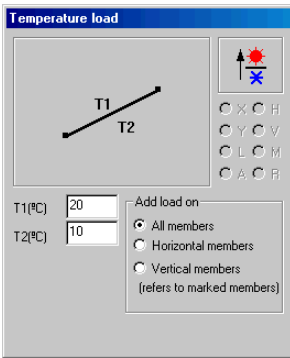 Temperature load
T1
T2
X H
Y V
L M
A R
T1(ºC) 20
T2(ºC) 10
Add load on
All members
Horizontal members
Vertical members
(refers to marked members)